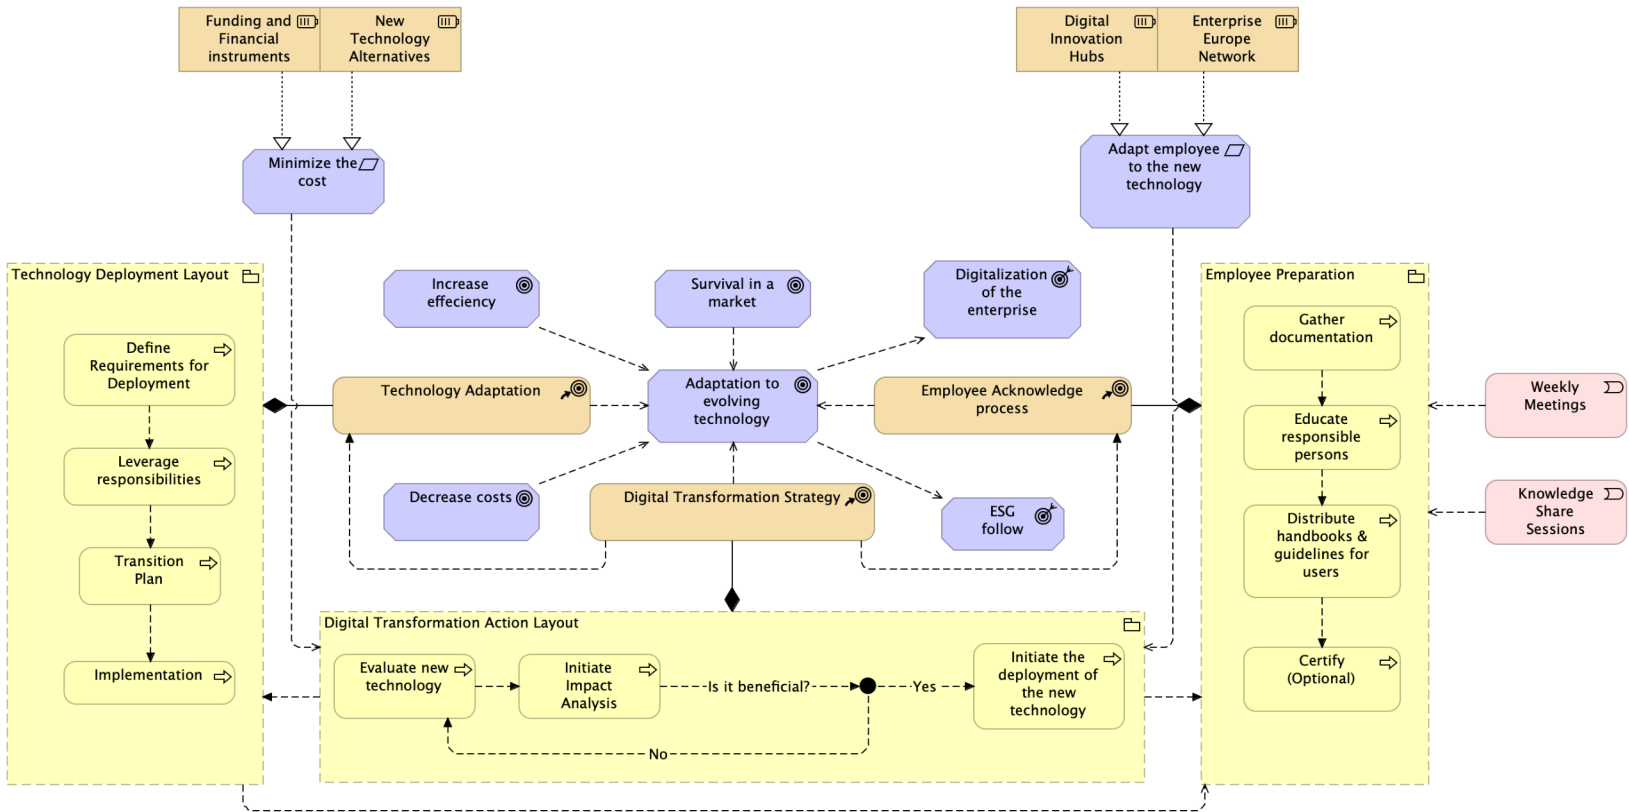 Funding and
Financial
instruments
New
Technology
Alternatives
Digital
Innovation
Hubs
Enterprise
Europe
Network
Minimize the
cost
Adapt employee
to the new
technology
Technology Deployment Layout
Define
Requirements for
Deployment
Leverage
responsibilities
Transition
Plan
Implementation
Increase
effeciency
Survival in a
market
Digitalization
of the
enterprise
Technology Adaptation
Adaptation to
evolving
technology
Employee Acknowledge
process
Decrease costs
Digital Transformation Strategy
ESG
follow
Employee Preparation
Gather
documentation
Educate
responsible
persons
Distribute
handbooks &
guidelines for
users
Certify
(Optional)
Weekly
Meetings
Knowledge
Share
Sessions
Digital Transformation Action Layout
Evaluate new
technology
Initiate
Impact
Analysis
Is it beneficial?
Yes
Initiate the
deployment of
the new
technology
No